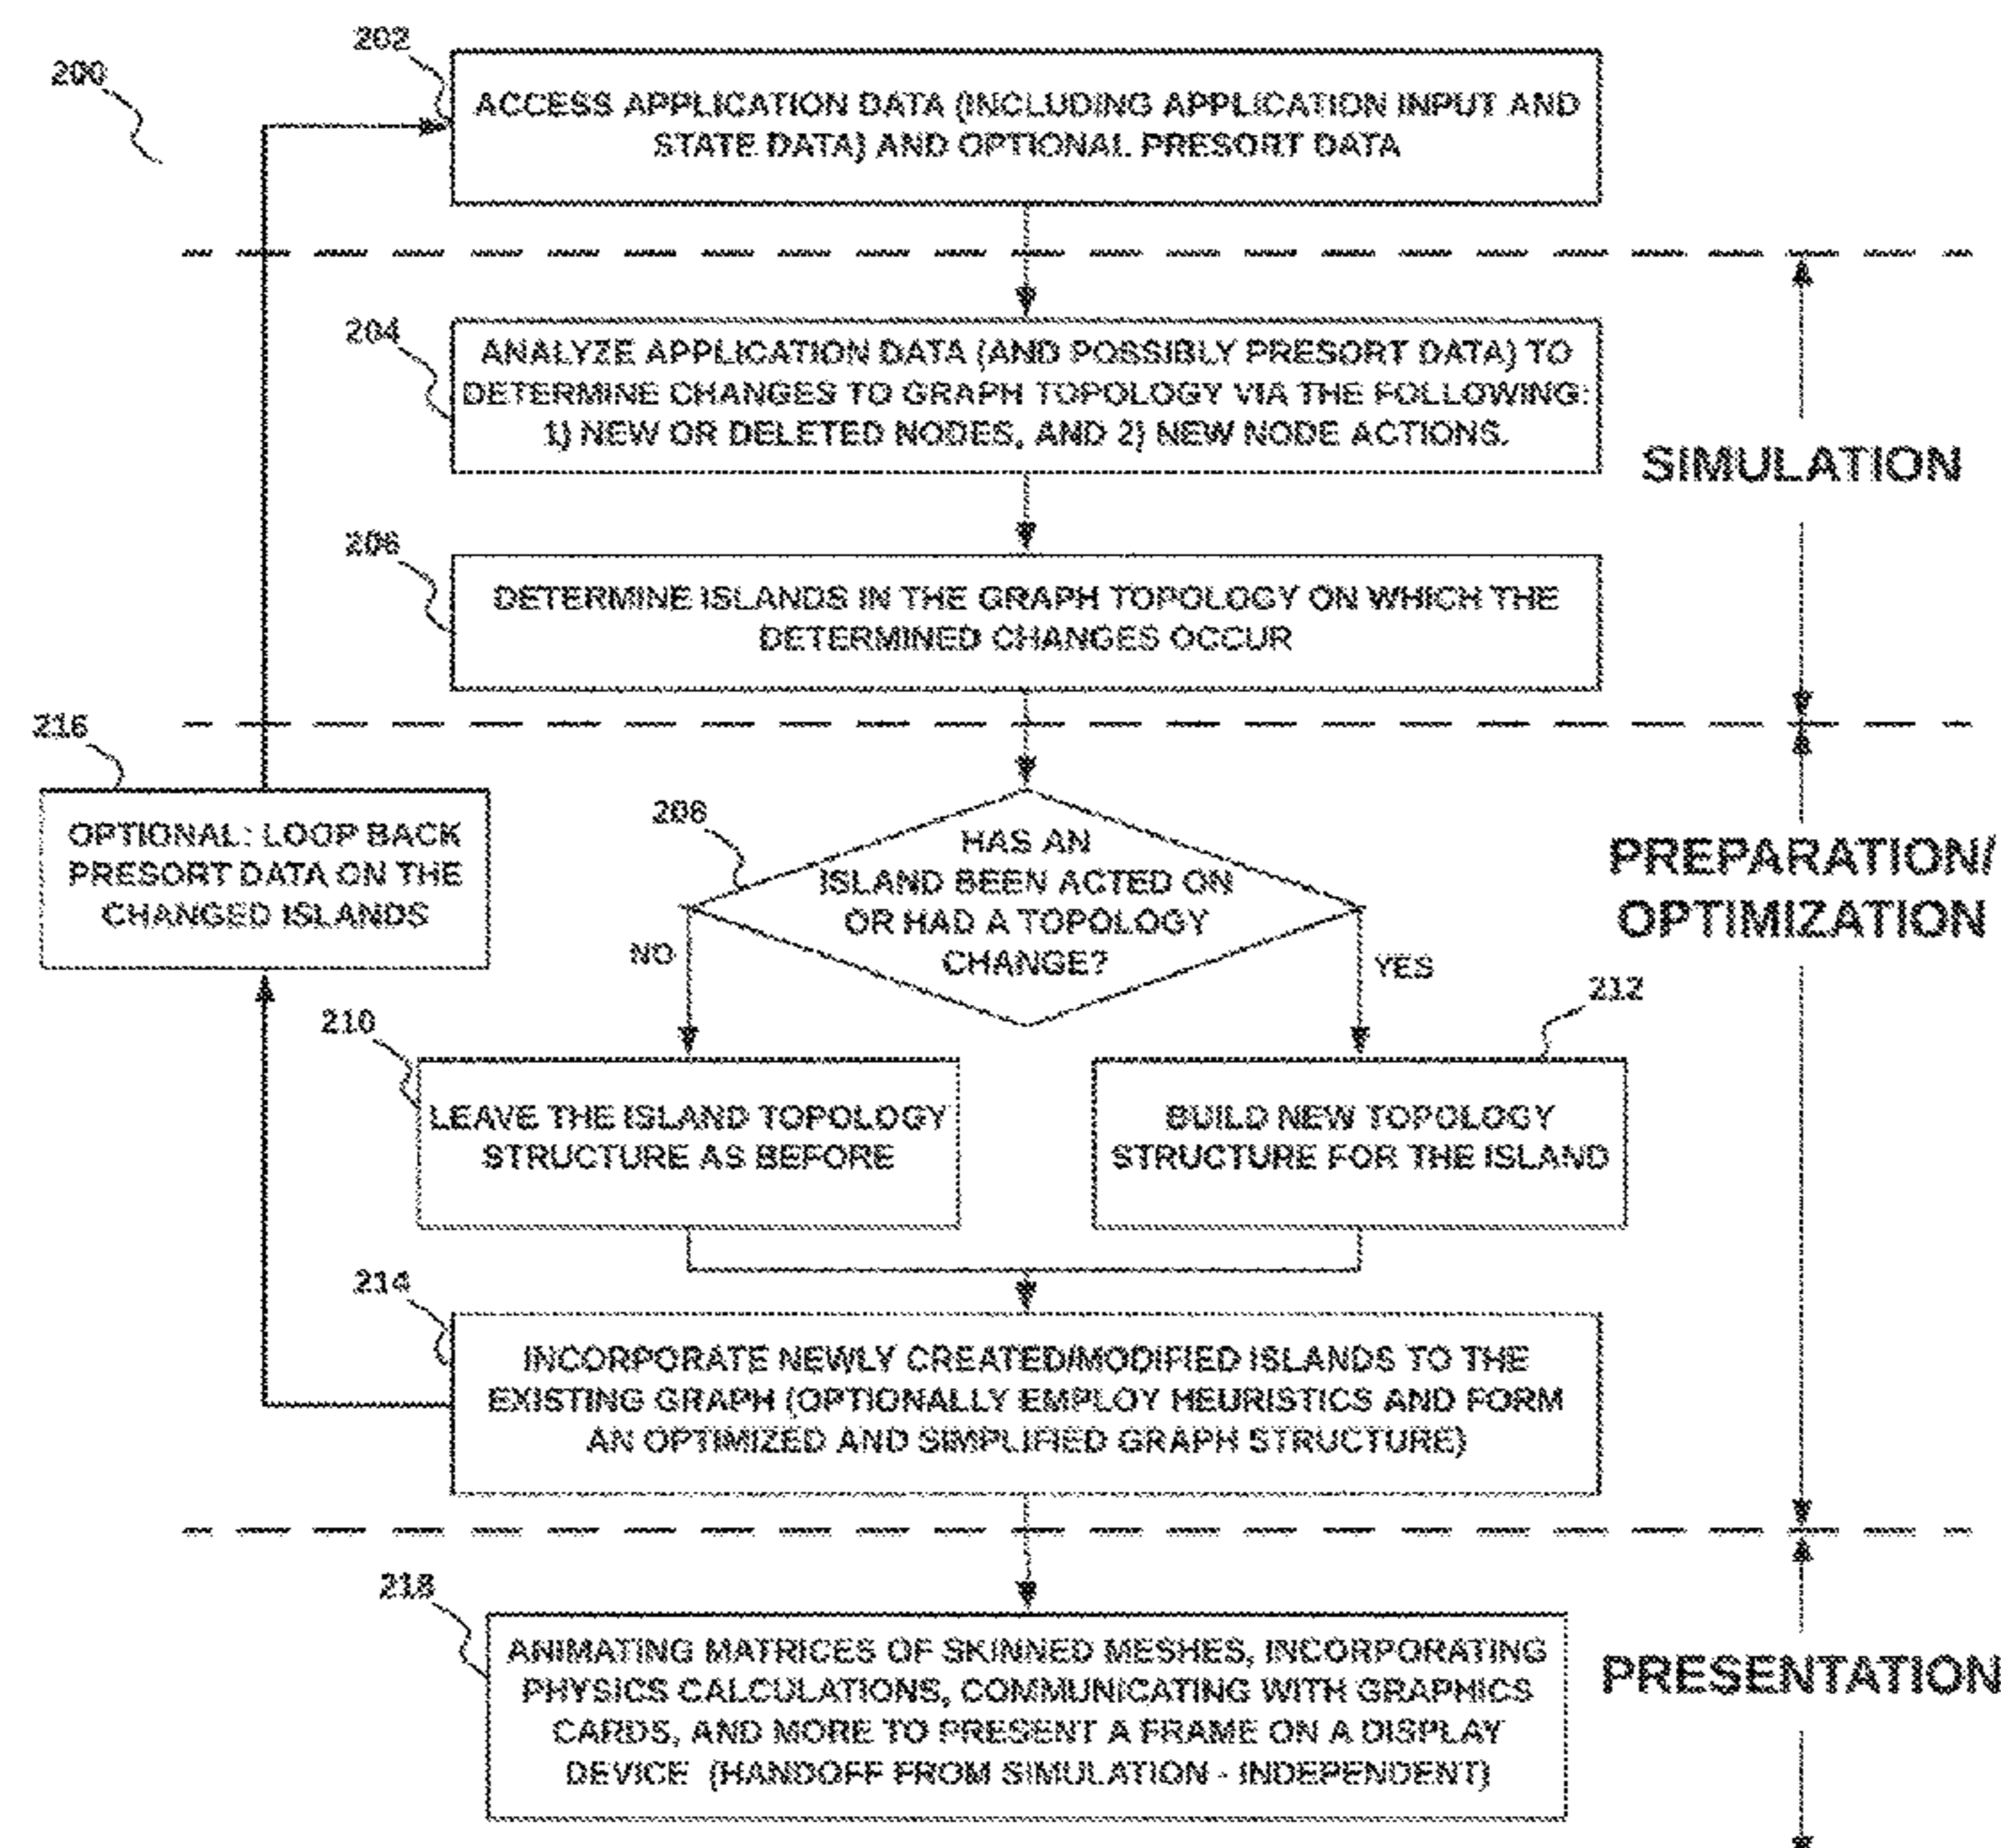 200
202
ACCESS APPLICATION DATA (INCLUDING APPLICATION INPUT AND
STATE DATA) AND OPTIONAL PRESORT DATA
204
ANALYZE APPLICATION DATA (AND POSSIBLY PRESORT DATA) TO
DETERMINE CHANGES TO GRAPH TOPOLOGY VIA THE FOLLOWING:
1) NEW OR DELETED NODES, AND 2) NEW NODE ACTIONS.
SIMULATION
206
DETERMINE ISLANDS IN THE GRAPH TOPOLOGY ON WHICH THE
DETERMINED CHANGES OCCUR
216
OPTIONAL: LOOP BACK
PRESORT DATA ON THE
CHANGED ISLANDS
208
HAS AN
ISLAND BEEN ACTED ON
OR HAD A TOPOLOGY
CHANGE?
NO
YES
PREPARATION/
OPTIMIZATION
210
LEAVE THE ISLAND TOPOLOGY
STRUCTURE AS BEFORE
212
BUILD NEW TOPOLOGY
STRUCTURE FOR THE ISLAND
214
INCORPORATE NEWLY CREATED/MODIFIED ISLANDS TO THE
EXISTING GRAPH (OPTIONALLY EMPLOY HEURISTICS AND FORM
AN OPTIMIZED AND SIMPLIFIED GRAPH STRUCTURE)
218
ANIMATING MATRICES OF SKINNED MESHES, INCORPORATING
PHYSICS CALCULATIONS, COMMUNICATING WITH GRAPHICS
CARDS, AND MORE TO PRESENT A FRAME ON A DISPLAY
DEVICE (HANDOFF FROM SIMULATION - INDEPENDENT)
PRESENTATION